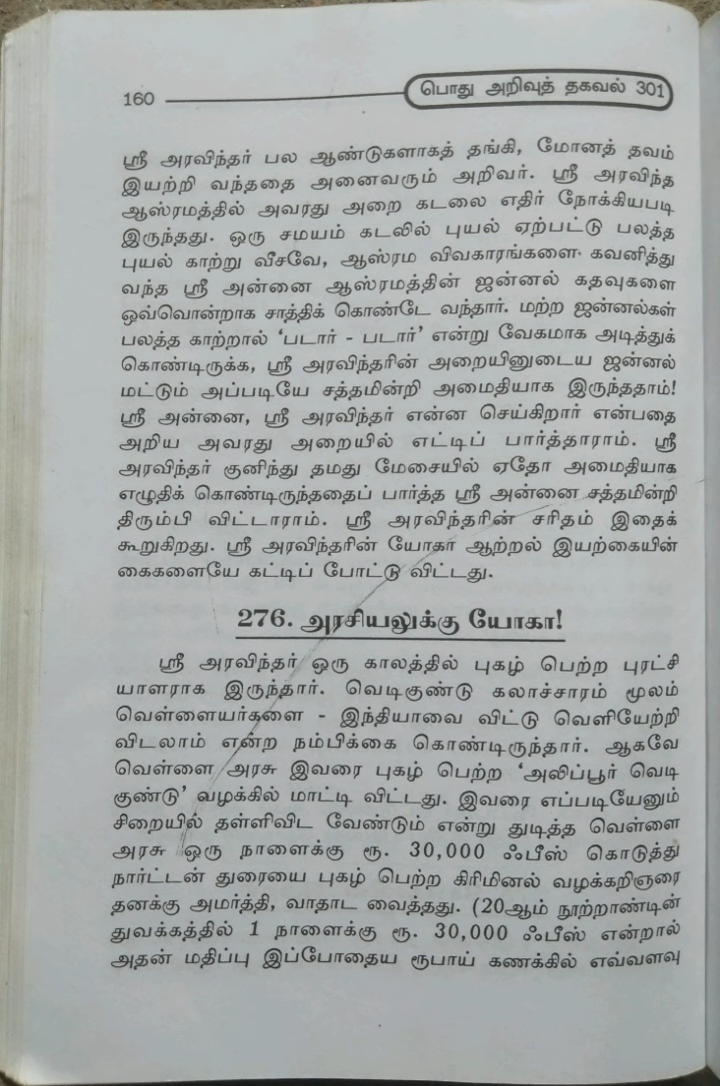 160
பொது அறிவுத் தகவல் 301
ஸ்ரீ அரவிந்தர் பல ஆண்டுகளாகத் தங்கி, மோனத் தவம்
இயற்றி வந்ததை அனைவரும் அறிவர். ஸ்ரீ அரவிந்த
ஆஸ்ரமத்தில் அவரது அறை கடலை எதிர் நோக்கியபடி
இருந்தது. ஒரு சமயம் கடலில் புயல் ஏற்பட்டு பலத்த
புயல் காற்று வீசவே, ஆஸ்ரம விவகாரங்களை கவனித்து
வந்த ஸ்ரீ அன்னை ஆஸ்ரமத்தின் ஜன்னல் கதவுகளை
ஒவ்வொன்றாக சாத்திக் கொண்டே வந்தார். மற்ற ஜன்னல்கள்
பலத்த காற்றால் ‘படார் - படார்’ என்று வேகமாக அடித்துக்
கொண்டிருக்க, ஸ்ரீ அரவிந்தரின் அறையினுடைய ஜன்னல்
மட்டும் அப்படியே சத்தமின்றி அமைதியாக இருந்ததாம்!
ஸ்ரீ அன்னை, ஸ்ரீ அரவிந்தர் என்ன செய்கிறார் என்பதை
அறிய அவரது அறையில் எட்டிப் பார்த்தாராம். ஸ்ரீ
அரவிந்தர் குனிந்து தமது மேசையில் ஏதோ அமைதியாக
எழுதிக் கொண்டிருந்ததைப் பார்த்த ஸ்ரீ அன்னை சத்தமின்றி
திரும்பி விட்டாராம். ஸ்ரீ அரவிந்தரின் சரிதம் இதைக்
கூறுகிறது. ஸ்ரீ அரவிந்தரின் யோகா ஆற்றல் இயற்கையின்
கைகளையே கட்டிப் போட்டு விட்டது.
276. அரசியலுக்கு யோகா!
ஸ்ரீ அரவிந்தர் ஒரு காலத்தில் புகழ் பெற்ற புரட்சி
யாளராக இருந்தார். வெடிகுண்டு கலாச்சாரம் மூலம்
வெள்ளையர்களை - இந்தியாவை விட்டு வெளியேற்றி
விடலாம் என்ற நம்பிக்கை கொண்டிருந்தார். ஆகவே
வெள்ளை அரசு இவரை புகழ் பெற்ற ‘அலிப்பூர் வெடி
குண்டு’ வழக்கில் மாட்டி விட்டது. இவரை எப்படியேனும்
சிறையில் தள்ளிவிட வேண்டும் என்று துடித்த வெள்ளை
அரசு ஒரு நாளைக்கு ரூ. 30,000 ஃபீஸ் கொடுத்து
நார்ட்டன் துரையை புகழ் பெற்ற கிரிமினல் வழக்கறிஞரை
தனக்கு அமர்த்தி, வாதாட வைத்தது. (20ஆம் நூற்றாண்டின்
துவக்கத்தில் 1 நாளைக்கு ரூ. 30,000 ஃபீஸ் என்றால்
அதன் மதிப்பு இப்போதைய ரூபாய் கணக்கில் எவ்வளவு